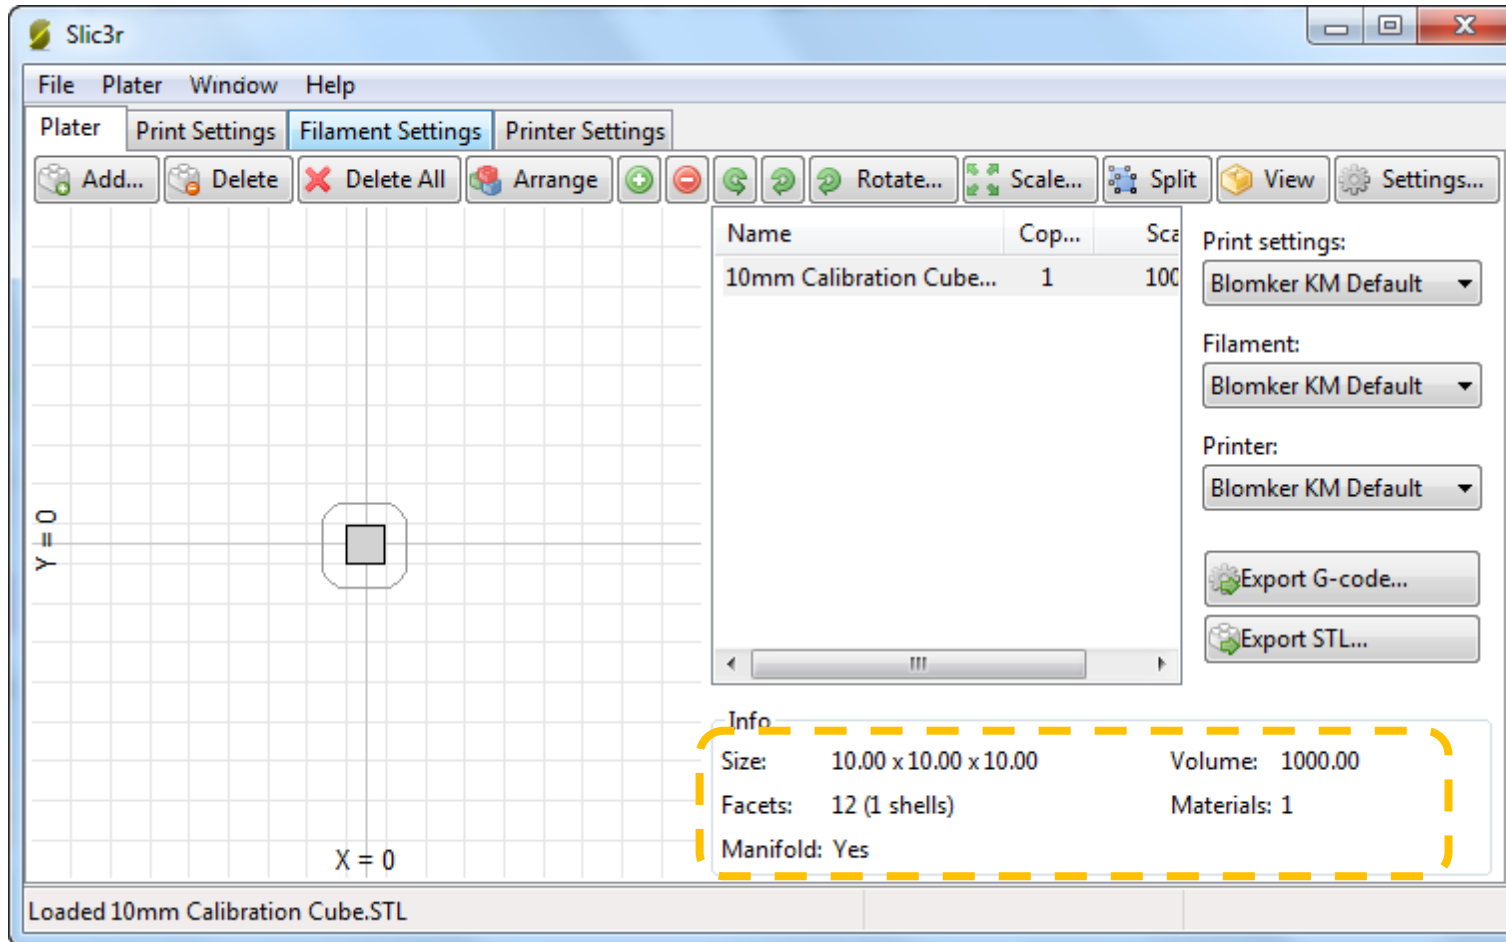 Slic3r
File Plater Window Help
Plater Print Settings Filament Settings Printer Settings
Add... Delete Delete All Arrange Rotate... Scale... Split View Settings...
Name Cop... Sca
10mm Calibration Cube... 1 100
Print settings:
Blomker KM Default
Filament:
Blomker KM Default
Printer:
Blomker KM Default
Export G-code...
Export STL...
Y = 0
X = 0
Info
Size: 10.00 x 10.00 x 10.00 Volume: 1000.00
Facets: 12 (1 shells) Materials: 1
Manifold: Yes
Loaded 10mm Calibration Cube.STL